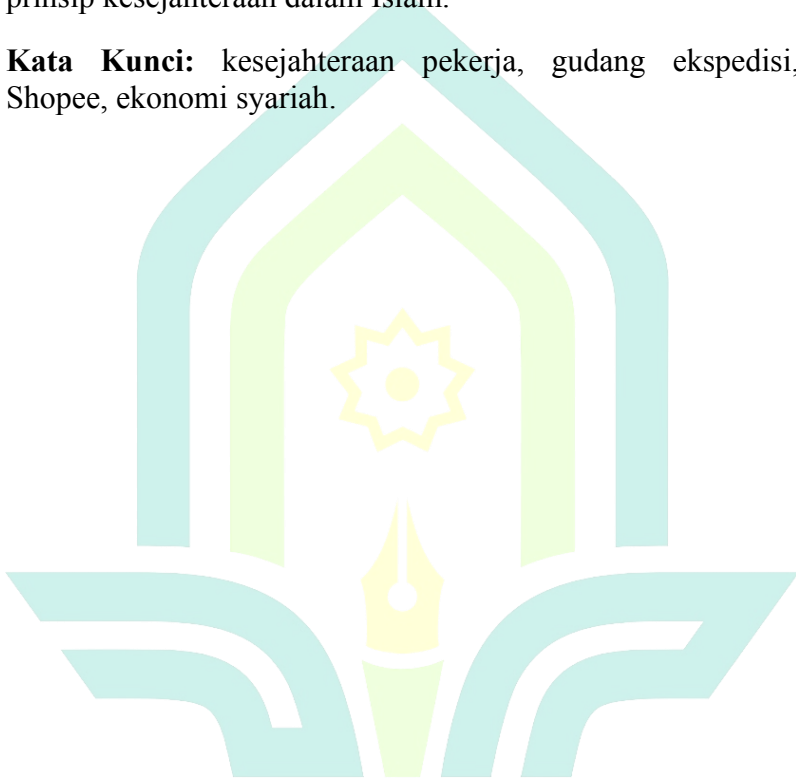 prinsip kesejahteraan dalam Islam.
Kata Kunci: kesejahteraan pekerja, gudang ekspedisi,
Shopee, ekonomi syariah.